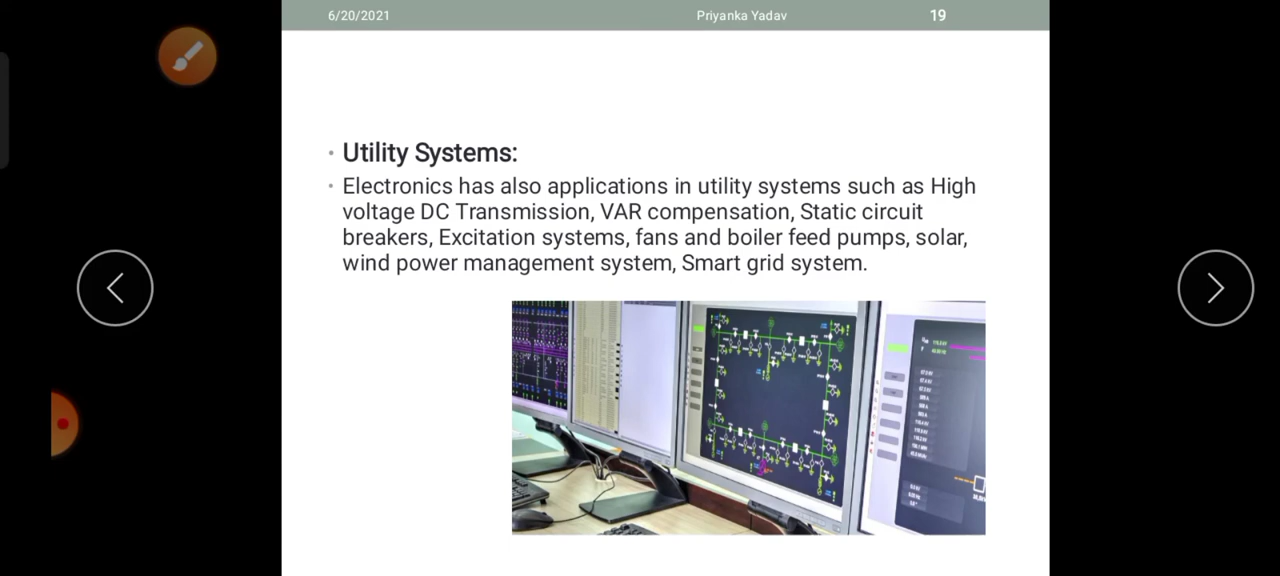 6/20/2021 Priyanka Yadav 19
• Utility Systems:
• Electronics has also applications in utility systems such as High
voltage DC Transmission, VAR compensation, Static circuit
breakers, Excitation systems, fans and boiler feed pumps, solar,
wind power management system, Smart grid system.